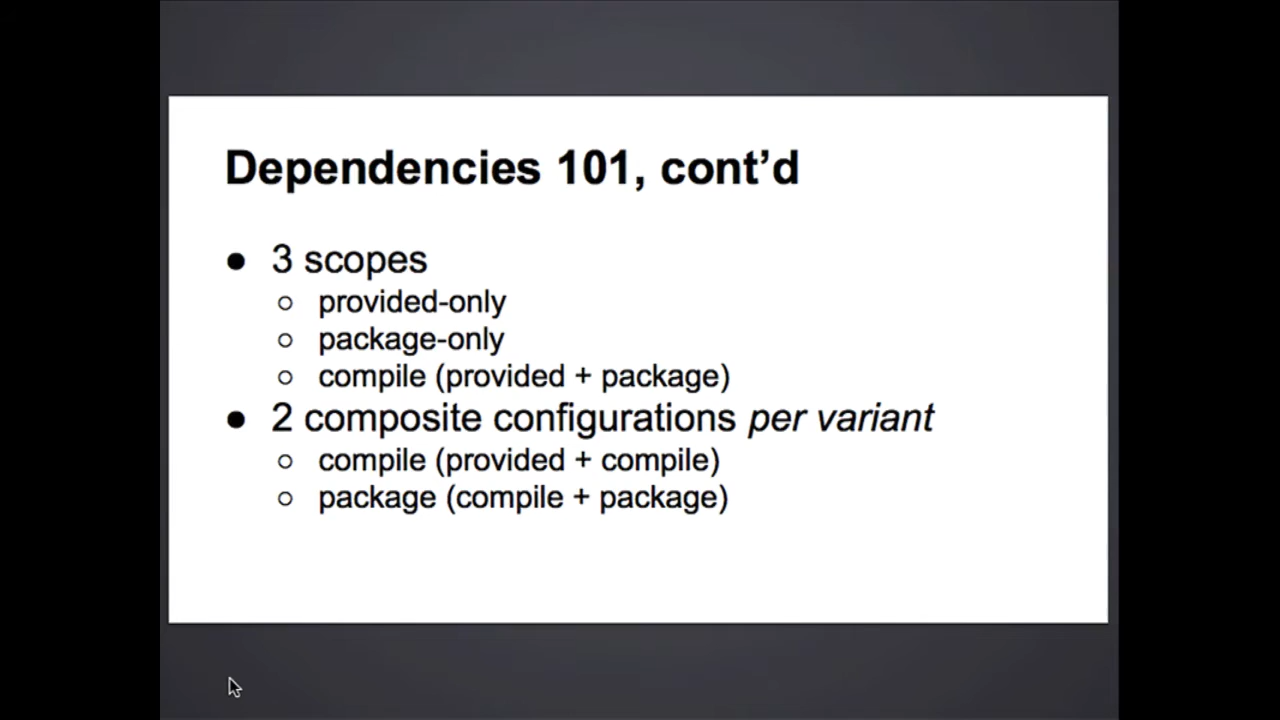 Dependencies 101, cont’d
● 3 scopes
○ provided-only
○ package-only
○ compile (provided + package)
● 2 composite configurations per variant
○ compile (provided + compile)
○ package (compile + package)